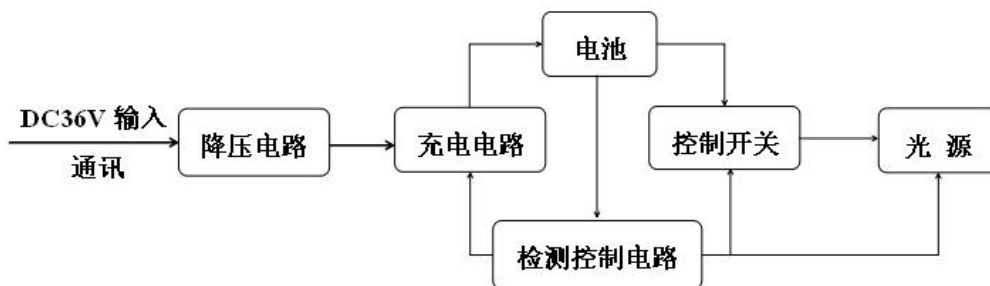 DC36V 输入
通讯
降压电路
充电电路
电池
控制开关
光 源
检测控制电路